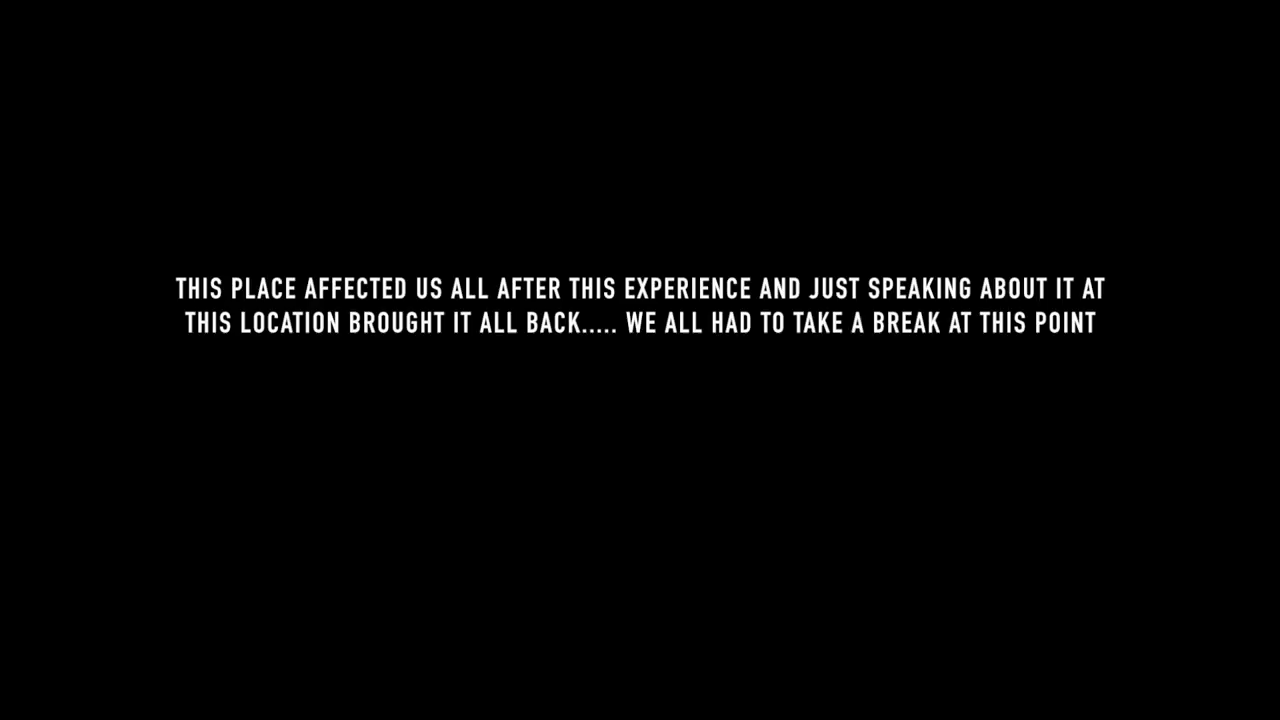 THIS PLACE AFFECTED US ALL AFTER THIS EXPERIENCE AND JUST SPEAKING ABOUT IT AT
THIS LOCATION BROUGHT IT ALL BACK..... WE ALL HAD TO TAKE A BREAK AT THIS POINT